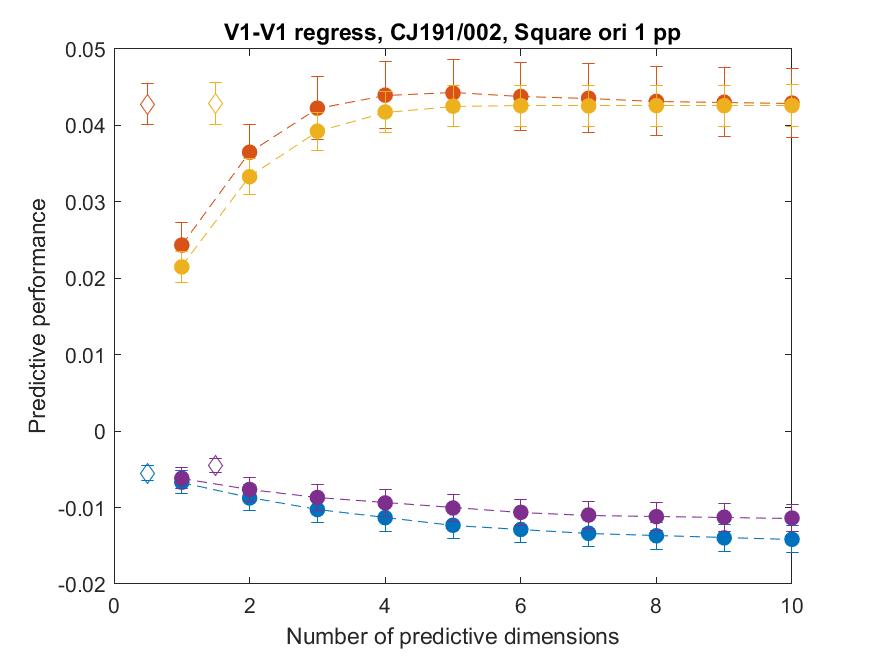 V1-V1 regress, CJ191/002, Square ori 1 pp
0.05
0.04
0.03
0.02
0.01
0
-0.01
-0.02
Predictive performance
0 2 4 6 8 10
Number of predictive dimensions